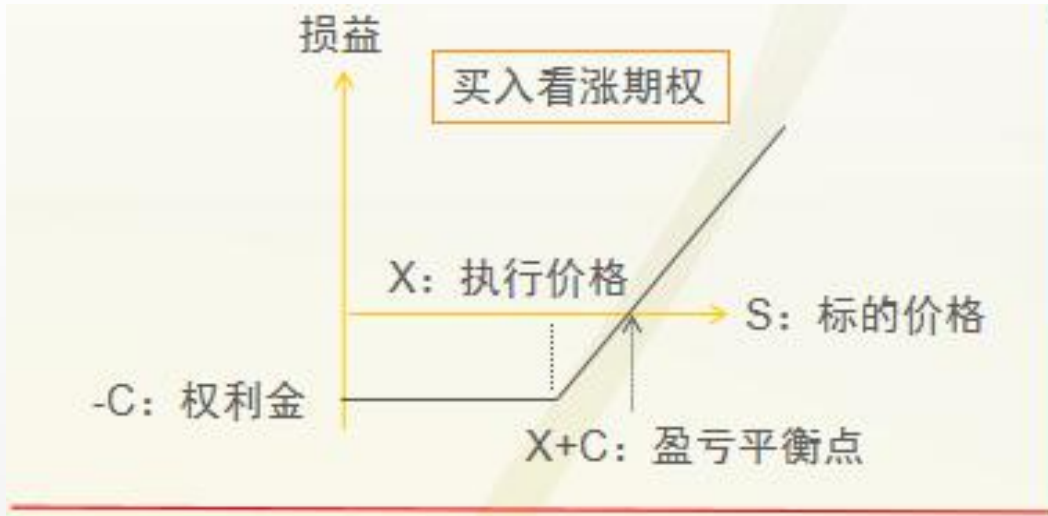 损益
买入看涨期权
X：执行价格
S：标的价格
-C：权利金
X+C：盈亏平衡点